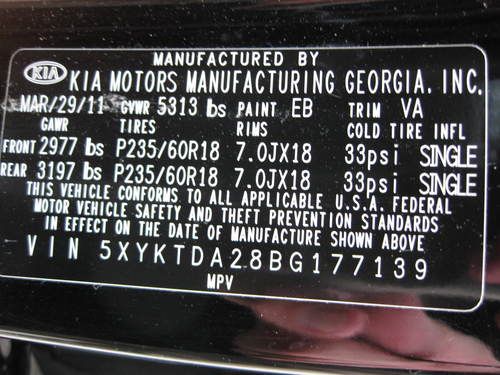 MANUFACTURED BY
KIA KIA MOTORS MANUFACTURING GEORGIA, INC.
MAR/29/11 GVWR 5313 lbs PAINT EB TRIM VA
GAWR TIRES RIMS COLD TIRE INFL
FRONT 2977 lbs P235/60R18 7.0JX18 33psi SINGLE
REAR 3197 lbs P235/60R18 7.0JX18 33psi SINGLE
THIS VEHICLE CONFORMS TO ALL APPLICABLE U.S.A. FEDERAL
MOTOR VEHICLE SAFETY AND THEFT PREVENTION STANDARDS
IN EFFECT ON THE DATE OF MANUFACTURE SHOWN ABOVE
VIN 5XYKTDA28BG177139
MPV